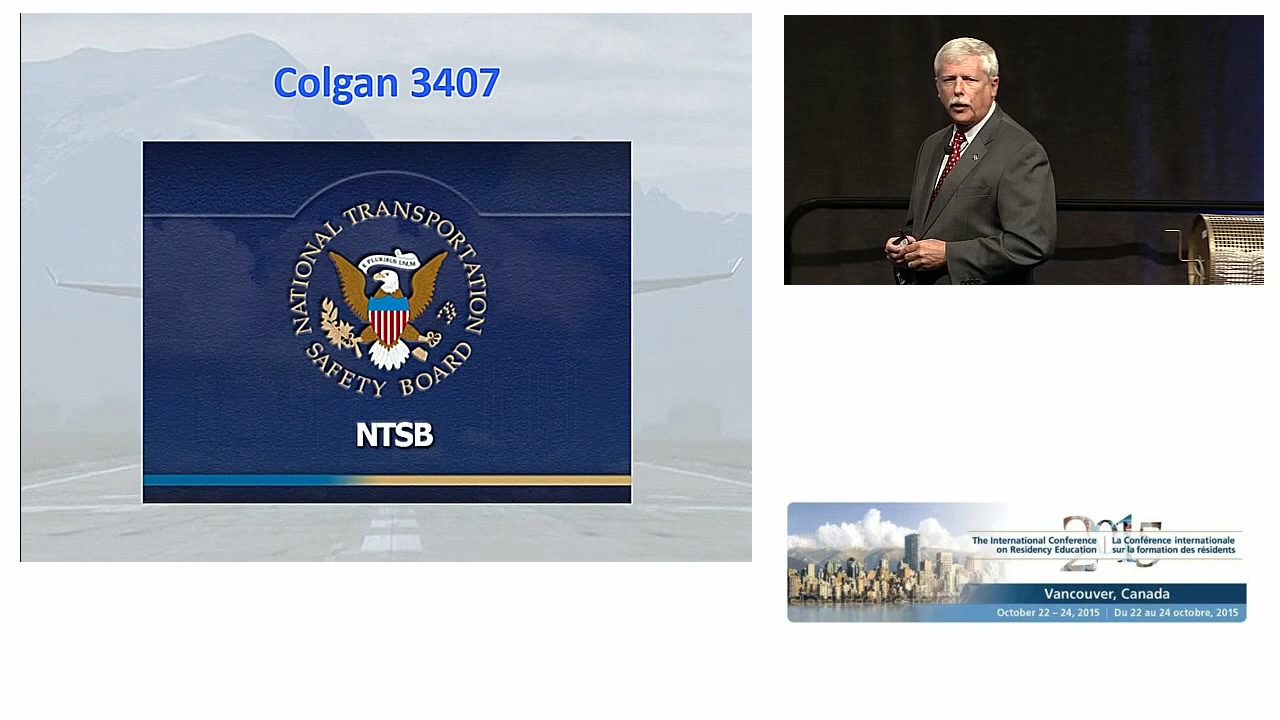 Colgan 3407
NATIONAL TRANSPORTATION
SAFETY BOARD
E PLURIBUS UNUM
NTSB
2015
The International Conference
on Residency Education
La Conférence internationale
sur la formation des résidents
Vancouver, Canada
October 22 – 24, 2015 | Du 22 au 24 octobre, 2015